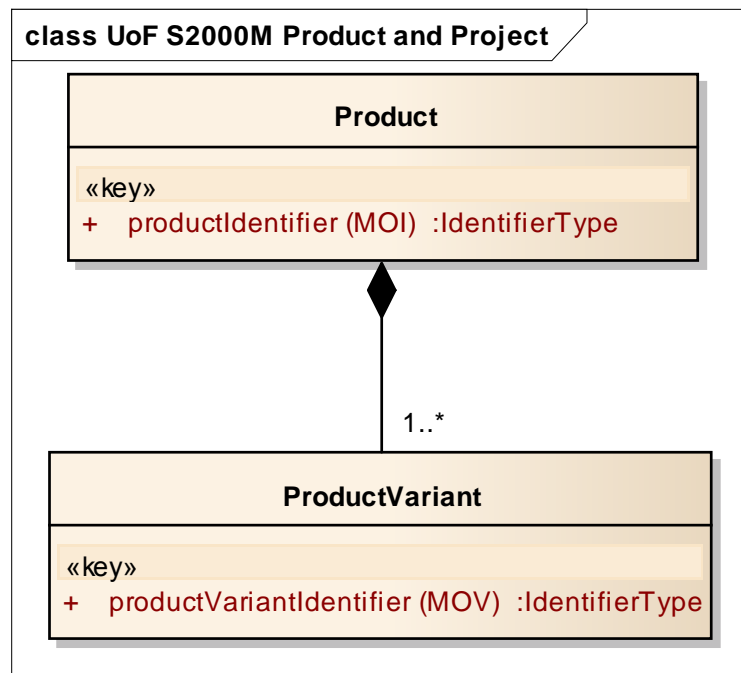 class UoF S2000M Product and Project
Product
«key»
+ productIdentifier (MOI) :IdentifierType
1..*
ProductVariant
«key»
+ productVariantIdentifier (MOV) :IdentifierType